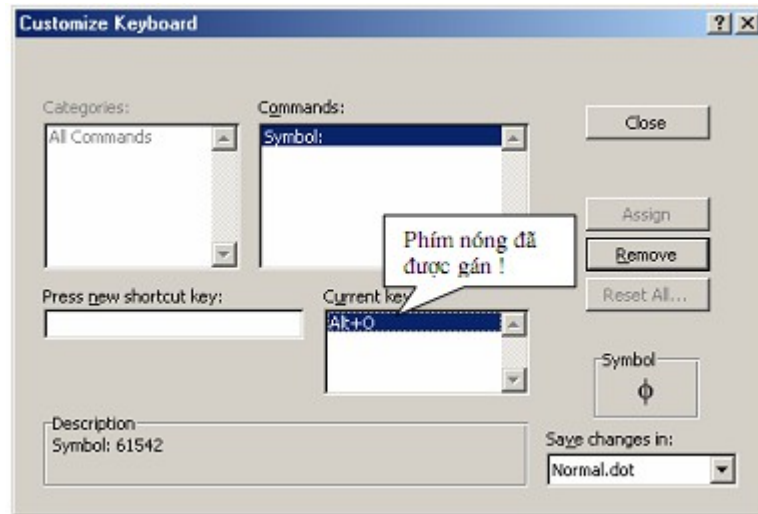 Customize Keyboard
Categories:
Commands:
All Commands
Symbol:
Close
Assign
Phím nóng đã
được gán !
Remove
Press new shortcut key:
Current key
Reset All...
Alt+O
Symbol
ϕ
Description
Symbol: 61542
Save changes in:
Normal.dot